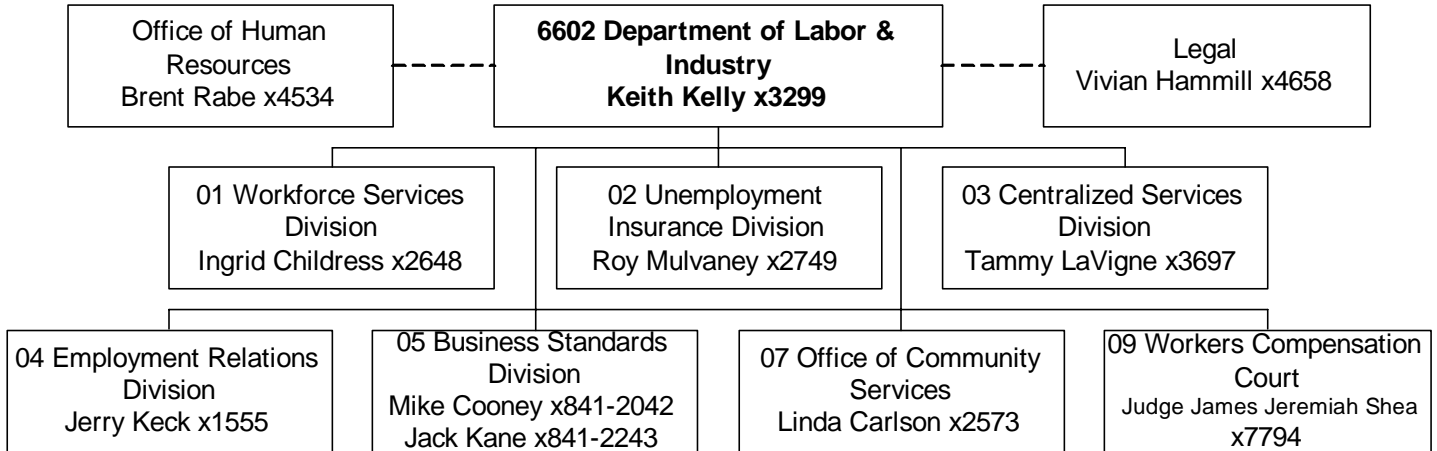 Office of Human
Resources
Brent Rabe x4534
6602 Department of Labor &
Industry
Keith Kelly x3299
Legal
Vivian Hammill x4658
01 Workforce Services
Division
Ingrid Childress x2648
02 Unemployment
Insurance Division
Roy Mulvaney x2749
03 Centralized Services
Division
Tammy LaVigne x3697
04 Employment Relations
Division
Jerry Keck x1555
05 Business Standards
Division
Mike Cooney x841-2042
Jack Kane x841-2243
07 Office of Community
Services
Linda Carlson x2573
09 Workers Compensation
Court
Judge James Jeremiah Shea
x7794